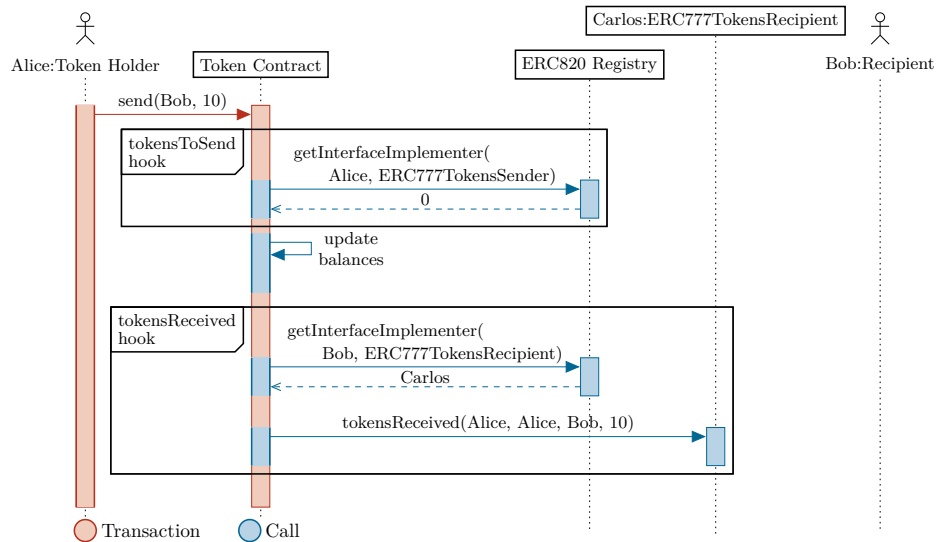 Carlos:ERC777TokensRecipient
Alice:Token Holder
Token Contract
ERC820 Registry
Bob:Recipient
send(Bob, 10)
tokensToSend
hook
getInterfaceImplementer(
Alice, ERC777TokensSender)
0
update
balances
tokensReceived
hook
getInterfaceImplementer(
Bob, ERC777TokensRecipient)
Carlos
tokensReceived(Alice, Alice, Bob, 10)
Transaction
Call